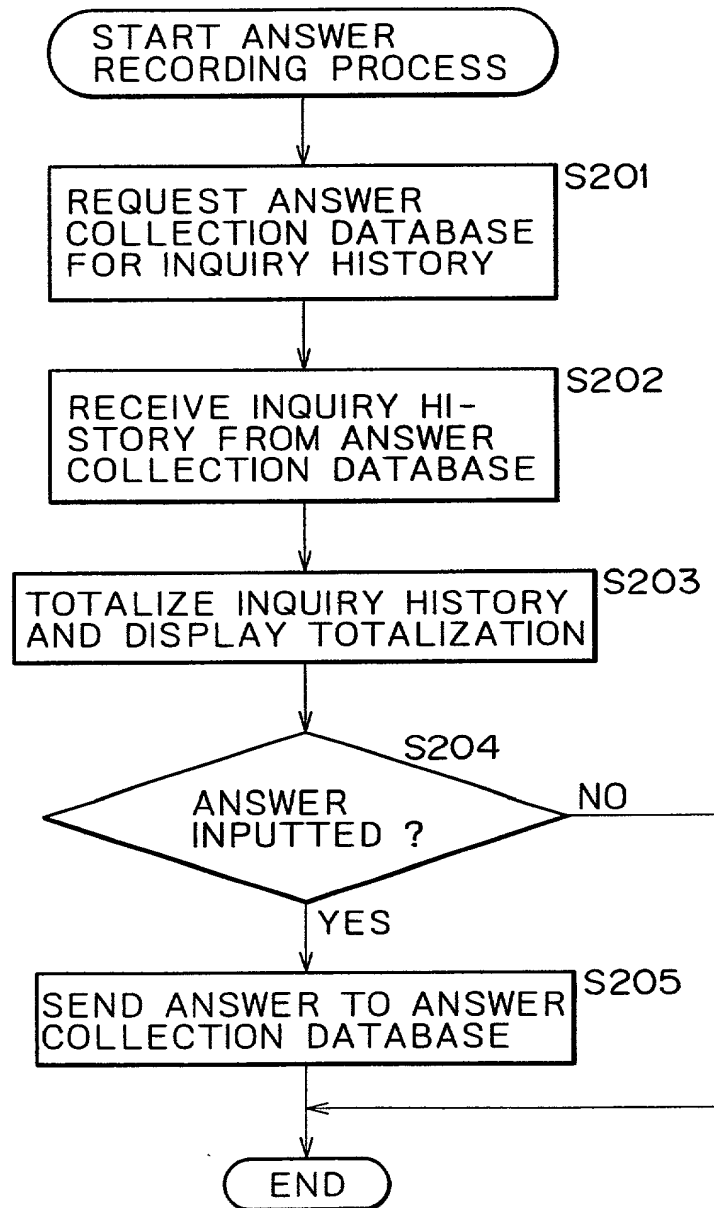 START ANSWER
RECORDING PROCESS
S201
REQUEST ANSWER
COLLECTION DATABASE
FOR INQUIRY HISTORY
S202
RECEIVE INQUIRY HI-
STORY FROM ANSWER
COLLECTION DATABASE
S203
TOTALIZE INQUIRY HISTORY
AND DISPLAY TOTALIZATION
S204
ANSWER
INPUTTED ?
NO
YES
S205
SEND ANSWER TO ANSWER
COLLECTION DATABASE
END